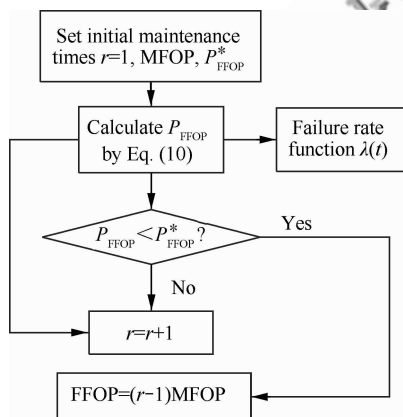 Set initial maintenance
times r=1, MFOP, P*FFOP
Calculate PFFOP
by Eq. (10)
Failure rate
function λ(t)
PFFOP<P*FFOP?
Yes
No
r=r+1
FFOP=(r−1)MFOP